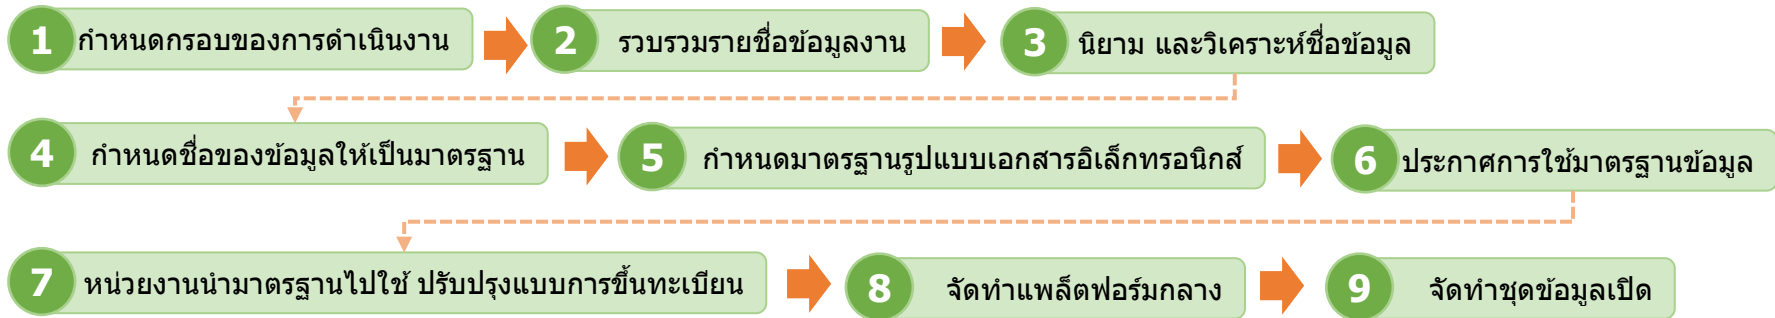 1 กำหนดกรอบของการดำเนินงาน
2 รวบรวมรายชื่อข้อมูลงาน
3 นิยาม และวิเคราะห์ชื่อข้อมูล
4 กำหนดชื่อของข้อมูลให้เป็นมาตรฐาน
5 กำหนดมาตรฐานรูปแบบเอกสารอิเล็กทรอนิกส์
6 ประกาศการใช้มาตรฐานข้อมูล
7 หน่วยงานนำมาตรฐานไปใช้ ปรับปรุงแบบการขึ้นทะเบียน
8 จัดทำแพล็ตฟอร์มกลาง
9 จัดทำชุดข้อมูลเปิด